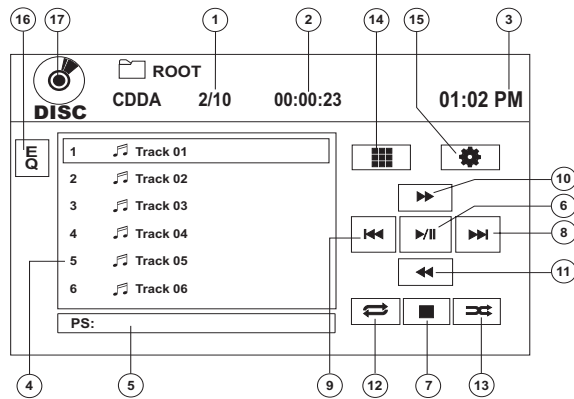 16 17 1 2 14 15 3
ROOT
DISC CDDA 2/10 00:00:23 01:02 PM
EQ
1 Track 01
2 Track 02
3 Track 03
4 Track 04
5 Track 05
6 Track 06
PS:
10
6
8
11
4 5 9 12 7 13